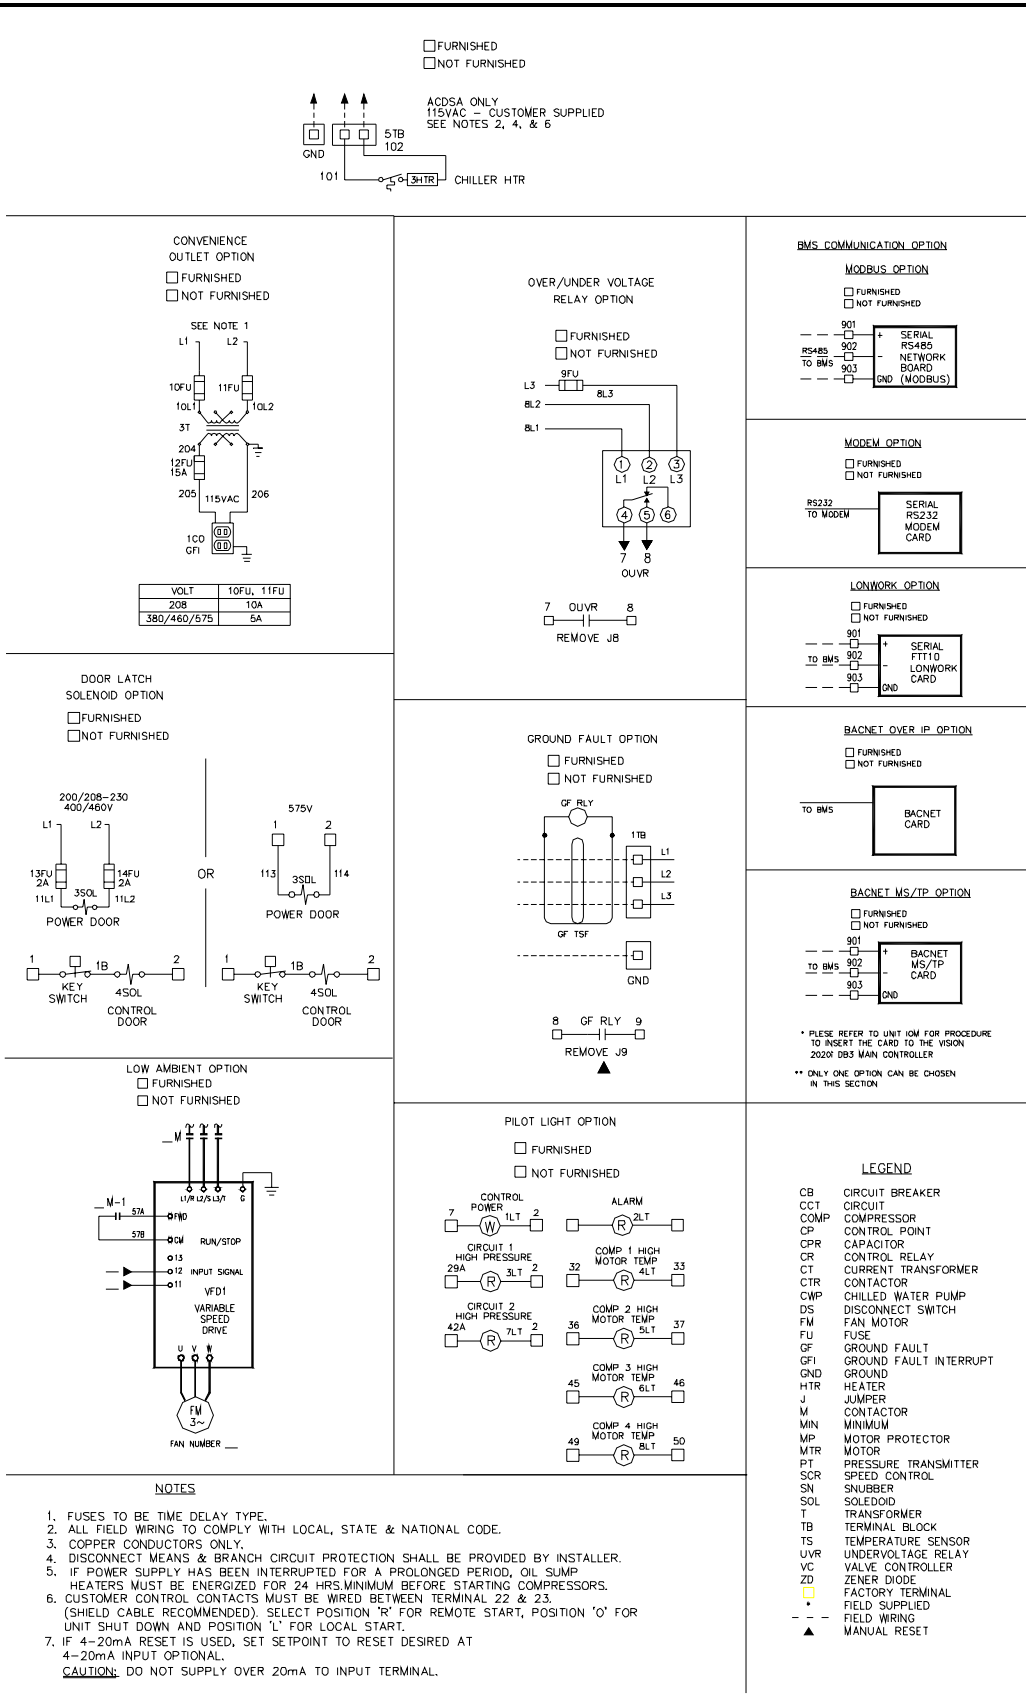 FURNISHED
NOT FURNISHED
ACDSA ONLY
115VAC - CUSTOMER SUPPLIED
SEE NOTES 2, 4, & 6
5TB
102
GND
101
3HTR
CHILLER HTR
CONVENIENCE
OUTLET OPTION
FURNISHED
NOT FURNISHED
SEE NOTE 1
L1 L2
10FU 11FU
10L1 10L2
3T
204
12FU
15A
205 115VAC 206
1CO
GFI
VOLT 10FU, 11FU
208 10A
380/460/575 5A
OVER/UNDER VOLTAGE
RELAY OPTION
FURNISHED
NOT FURNISHED
9FU
L3
8L3
8L2
8L1
1 2 3
L1 L2 L3
4 5 6
7 8
OUVR
7 OUVR 8
REMOVE J8
BMS COMMUNICATION OPTION
MODBUS OPTION
FURNISHED
NOT FURNISHED
901
+ SERIAL
RS485
RS485 902
TO BMS - NETWORK
903 BOARD
GND (MODBUS)
MODEM OPTION
FURNISHED
NOT FURNISHED
RS232
TO MODEM
SERIAL
RS232
MODEM
CARD
LONWORK OPTION
FURNISHED
NOT FURNISHED
901
+ SERIAL
FTT10
TO BMS 902
- LONWORK
CARD
903
GND
BACNET OVER IP OPTION
FURNISHED
NOT FURNISHED
TO BMS
BACNET
CARD
BACNET MS/TP OPTION
FURNISHED
NOT FURNISHED
901
+ BACNET
MS/TP
TO BMS 902
- CARD
903
GND
* PLESE REFER TO UNIT IOM FOR PROCEDURE
TO INSERT THE CARD TO THE VISION
2020i DB3 MAIN CONTROLLER
** ONLY ONE OPTION CAN BE CHOSEN
IN THIS SECTION
DOOR LATCH
SOLENOID OPTION
FURNISHED
NOT FURNISHED
200/208-230
400/460V
L1 L2
13FU
2A
14FU
2A
3SOL
11L1 11L2
POWER DOOR
OR
575V
1 2
113 3SOL 114
POWER DOOR
1 1B 2
KEY
SWITCH
4SOL
CONTROL
DOOR
1 1B 2
KEY
SWITCH
4SOL
CONTROL
DOOR
GROUND FAULT OPTION
FURNISHED
NOT FURNISHED
GF RLY
1TB
L1
L2
L3
GF TSF
GND
8 GF RLY 9
REMOVE J9
LOW AMBIENT OPTION
FURNISHED
NOT FURNISHED
__M
L1/R L2/S L3/T G
__M-1
57A
FWD
57B
CM RUN/STOP
13
12 INPUT SIGNAL
11
VFD1
VARIABLE
SPEED
DRIVE
U V W
FM
3~
FAN NUMBER __
PILOT LIGHT OPTION
FURNISHED
NOT FURNISHED
CONTROL
POWER
7 W 1LT 2
ALARM
R 2LT
CIRCUIT 1
HIGH PRESSURE
29A R 3LT 2
COMP 1 HIGH
MOTOR TEMP
32 R 4LT 33
CIRCUIT 2
HIGH PRESSURE
42A R 7LT 2
COMP 2 HIGH
MOTOR TEMP
36 R 5LT 37
COMP 3 HIGH
MOTOR TEMP
45 R 6LT 46
COMP 4 HIGH
MOTOR TEMP
49 R 8LT 50
LEGEND
CB CIRCUIT BREAKER
CCT CIRCUIT
COMP COMPRESSOR
CP CONTROL POINT
CPR CAPACITOR
CR CONTROL RELAY
CT CURRENT TRANSFORMER
CTR CONTACTOR
CWP CHILLED WATER PUMP
DS DISCONNECT SWITCH
FM FAN MOTOR
FU FUSE
GF GROUND FAULT
GFI GROUND FAULT INTERRUPT
GND GROUND
HTR HEATER
J JUMPER
M CONTACTOR
MIN MINIMUM
MP MOTOR PROTECTOR
MTR MOTOR
PT PRESSURE TRANSMITTER
SCR SPEED CONTROL
SN SNUBBER
SOL SOLEDOID
T TRANSFORMER
TB TERMINAL BLOCK
TS TEMPERATURE SENSOR
UVR UNDERVOLTAGE RELAY
VC VALVE CONTROLLER
ZD ZENER DIODE
FACTORY TERMINAL
* FIELD SUPPLIED
- - - FIELD WIRING
▲ MANUAL RESET
NOTES
1. FUSES TO BE TIME DELAY TYPE.
2. ALL FIELD WIRING TO COMPLY WITH LOCAL, STATE & NATIONAL CODE.
3. COPPER CONDUCTORS ONLY.
4. DISCONNECT MEANS & BRANCH CIRCUIT PROTECTION SHALL BE PROVIDED BY INSTALLER.
5. IF POWER SUPPLY HAS BEEN INTERRUPTED FOR A PROLONGED PERIOD, OIL SUMP
HEATERS MUST BE ENERGIZED FOR 24 HRS.MINIMUM BEFORE STARTING COMPRESSORS.
6. CUSTOMER CONTROL CONTACTS MUST BE WIRED BETWEEN TERMINAL 22 & 23.
(SHIELD CABLE RECOMMENDED). SELECT POSITION 'R' FOR REMOTE START, POSITION 'O' FOR
UNIT SHUT DOWN AND POSITION 'L' FOR LOCAL START.
7. IF 4-20mA RESET IS USED, SET SETPOINT TO RESET DESIRED AT
4-20mA INPUT OPTIONAL.
CAUTION: DO NOT SUPPLY OVER 20mA TO INPUT TERMINAL.